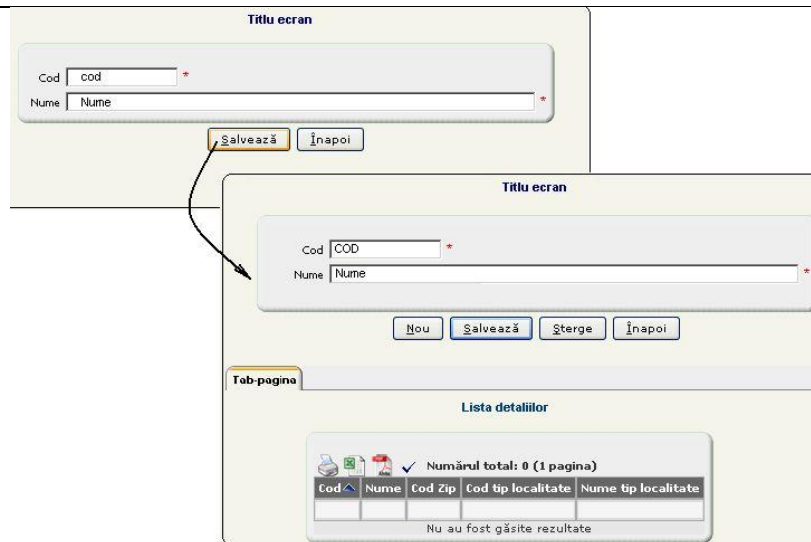 Titlu ecran
Cod cod *
Nume Nume *
Salvează Înapoi
Titlu ecran
Cod COD *
Nume Nume *
Nou Salvează Șterge Înapoi
Tab-pagina
Lista detaliilor
Numărul total: 0 (1 pagina)
Cod Nume Cod Zip Cod tip localitate Nume tip localitate
Nu au fost găsite rezultate